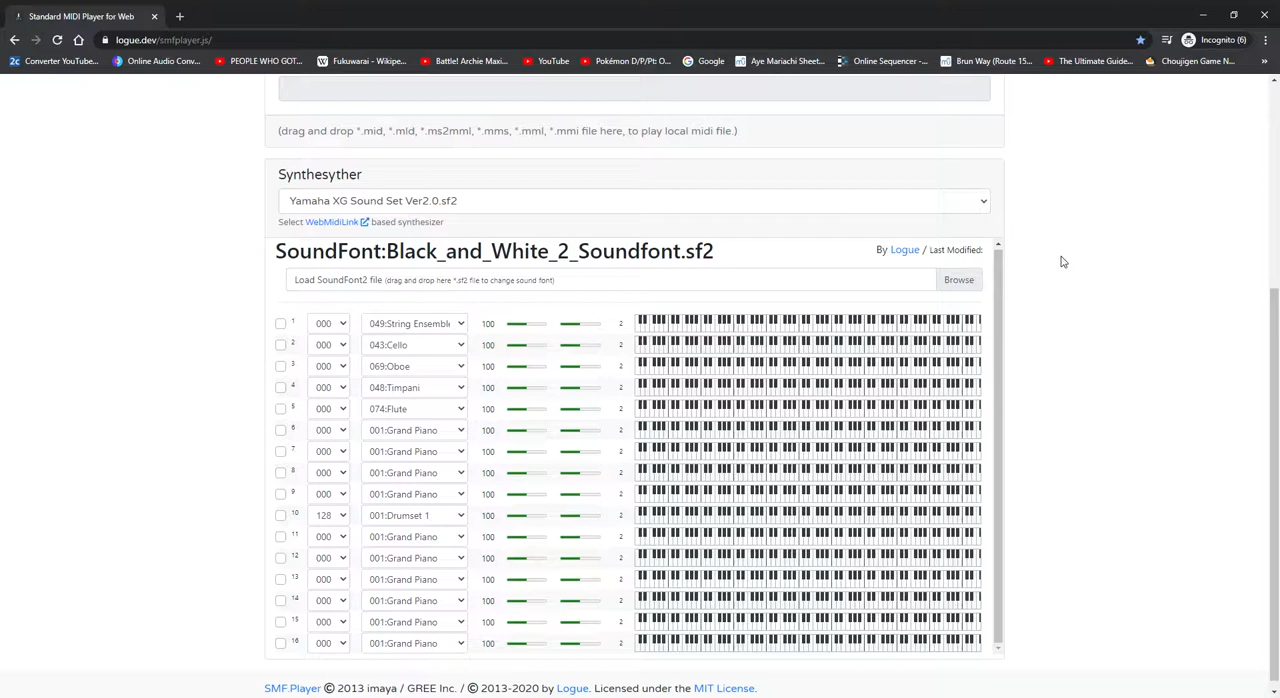 Standard MIDI Player for Web
Incognito (6)
logue.dev/smfplayer.js/
Converter YouTube...
Online Audio Conv...
PEOPLE WHO GOT...
Fukuwarai - Wikipe...
Battle! Archie Maxi...
YouTube
Pokémon D/P/Pt: O...
Google
Aye Mariachi Sheet...
Online Sequencer -...
Brun Way (Route 15...
The Ultimate Guide...
Choujigen Game N...
»
(drag and drop *.mid, *.mld, *.ms2mml, *.mms, *.mml, *.mmi file here, to play local midi file.)
Synthesyther
Yamaha XG Sound Set Ver2.0.sf2
Select WebMidiLink based synthesizer
SoundFont:Black_and_White_2_Soundfont.sf2
By Logue / Last Modified:
Load SoundFont2 file (drag and drop here *.sf2 file to change sound font)
Browse
1 000 049:String Ensembl 100 2
2 000 043:Cello 100 2
3 000 069:Oboe 100 2
4 000 048:Timpani 100 2
5 000 074:Flute 100 2
6 000 001:Grand Piano 100 2
7 000 001:Grand Piano 100 2
8 000 001:Grand Piano 100 2
9 000 001:Grand Piano 100 2
10 128 001:Drumset 1 100 2
11 000 001:Grand Piano 100 2
12 000 001:Grand Piano 100 2
13 000 001:Grand Piano 100 2
14 000 001:Grand Piano 100 2
15 000 001:Grand Piano 100 2
16 000 001:Grand Piano 100 2
SMF.Player © 2013 imaya / GREE Inc. / © 2013-2020 by Logue. Licensed under the MIT License.